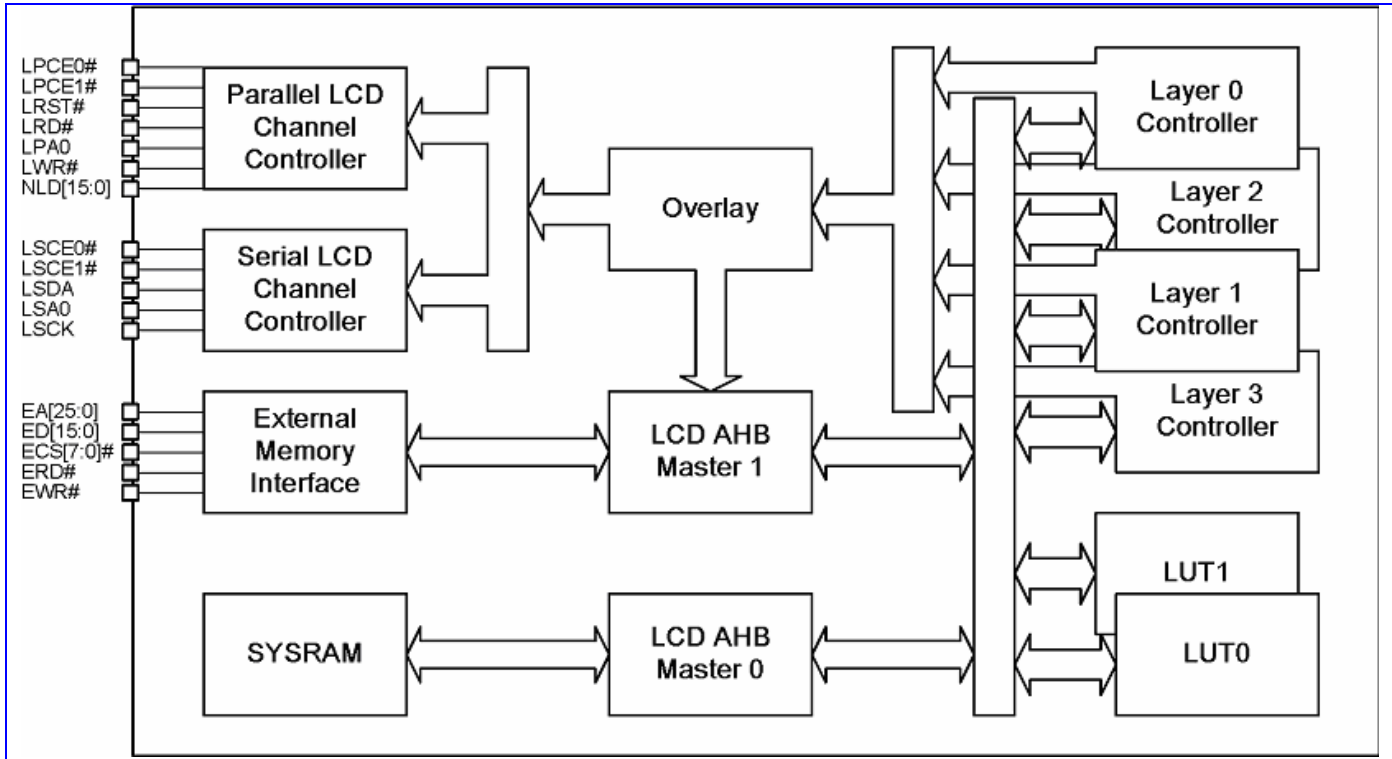 LPCE0#
LPCE1#
LRST#
LRD#
LPA0
LWR#
NLD[15:0]
Parallel LCD
Channel
Controller
LSCE0#
LSCE1#
LSDA
LSA0
LSCK
Serial LCD
Channel
Controller
EA[25:0]
ED[15:0]
ECS[7:0]#
ERD#
EWR#
External
Memory
Interface
SYSRAM
Overlay
LCD AHB
Master 1
LCD AHB
Master 0
Layer 0
Controller
Layer 2
Controller
Layer 1
Controller
Layer 3
Controller
LUT1
LUT0